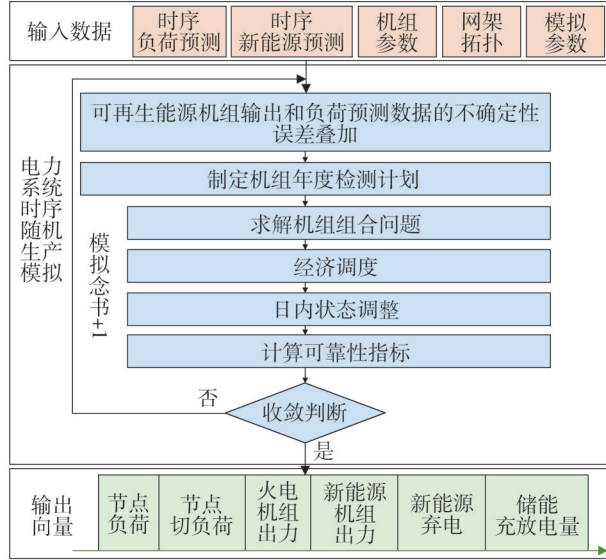 输入数据
时序
负荷预测
时序
新能源预测
机组
参数
网架
拓扑
模拟
参数
可再生能源机组输出和负荷预测数据的不确定性
误差叠加
制定机组年度检测计划
求解机组组合问题
经济调度
日内状态调整
计算可靠性指标
收敛判断
否
是
电力
系统
时序
随机
生产
模拟
模拟念书+1
输出
向量
节点
负荷
节点
切负荷
火电
机组
出力
新能源
机组
出力
新能源
弃电
储能
充放电量